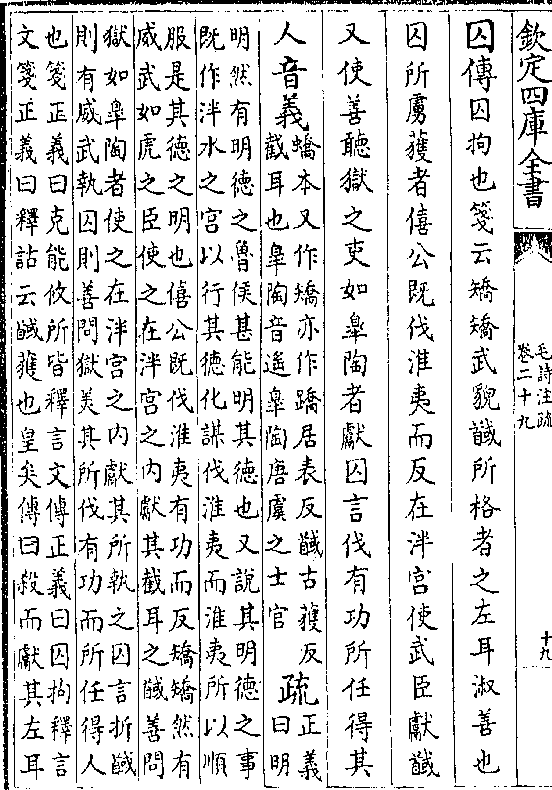 欽定四庫全書
毛詩注疏
卷二十九
十九
囚傳囚拘也箋云矯矯武貌馘所格者之左耳淑善也
囚所虜獲者僖公既伐淮夷而反在泮宮使武臣獻馘
又使善聽獄之吏如皋陶者獻囚言伐有功所任得其
人音義蟜本又作矯亦作蹻居表反馘古獲反
截耳也皋陶音遙皋陶唐虞之士官疏正義
曰明
明然有明德之魯侯甚能明其德也又說其明德之事
既作泮水之宮以行其德化謀伐淮夷而淮夷所以順
服是其德之明也僖公既伐淮夷有功而反矯矯然有
威武如虎之臣使之在泮宮之內獻其截耳之馘善問
獄如皋陶者使之在泮宮之內獻其所執之囚言折馘
則有威武執囚則善問獄美其所伐有功而所任得人
也箋正義曰克能攸所皆釋言文傳正義曰囚拘釋言
文箋正義曰釋詁云馘獲也皇矣傳曰殺而獻其左耳